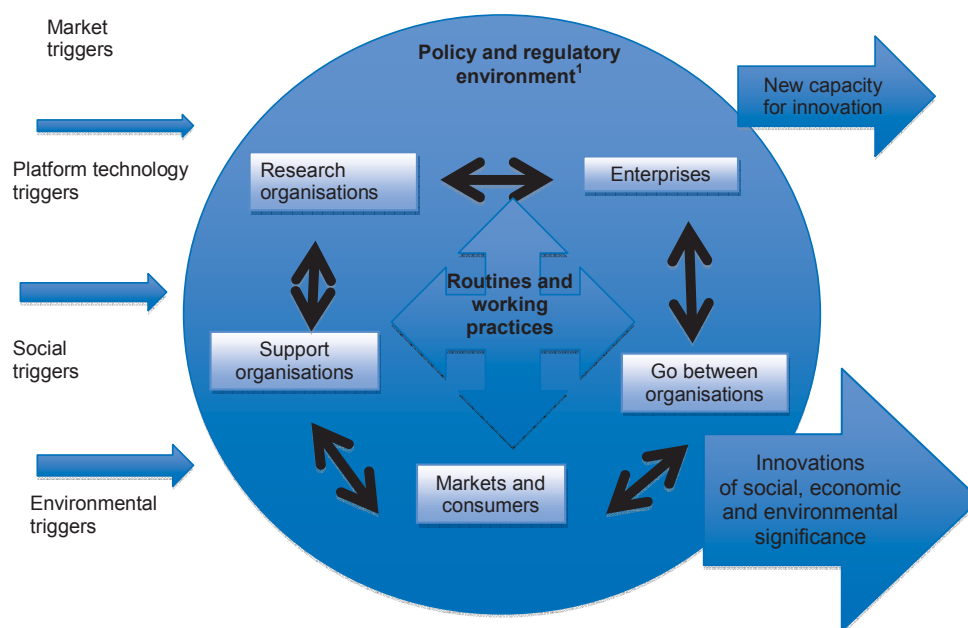 Market
triggers
Policy and regulatory
environment¹
New capacity
for innovation
Platform technology
triggers
Research
organisations
Enterprises
Routines and
working
practices
Social
triggers
Support
organisations
Go between
organisations
Markets and
consumers
Innovations
of social, economic
and environmental
significance
Environmental
triggers